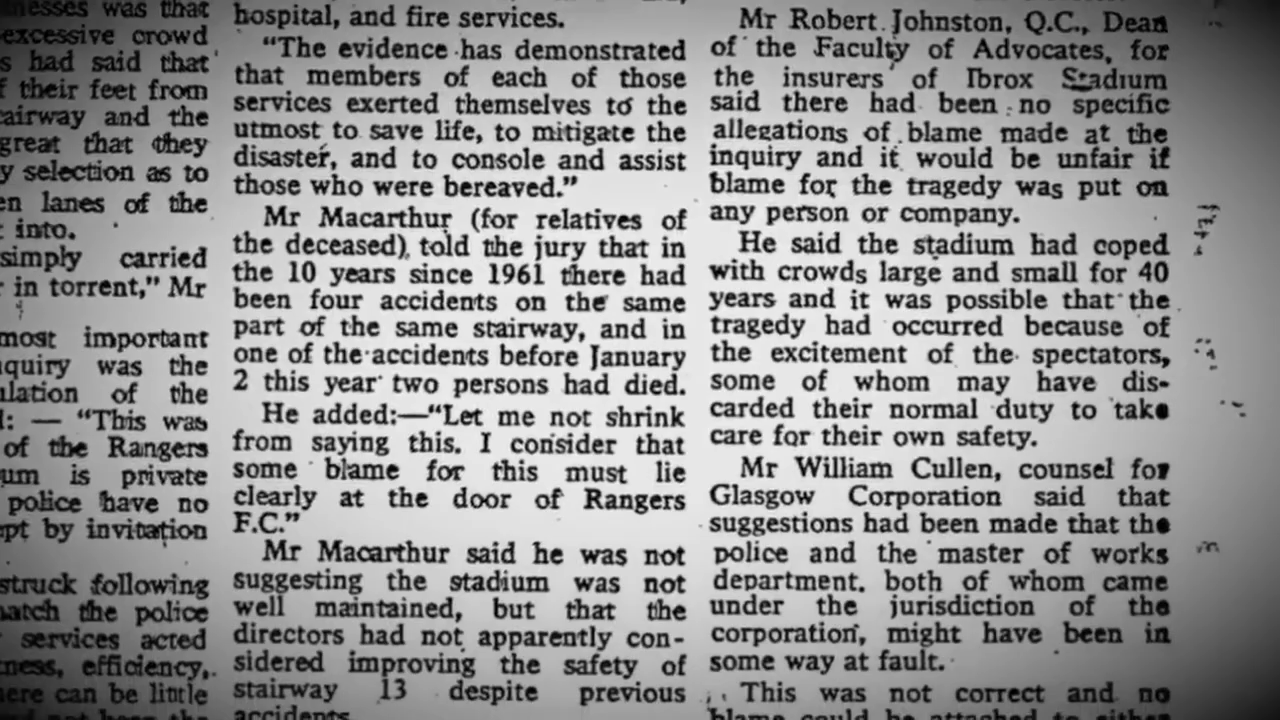 nesses was that
excessive crowd
s had said that
f their feet from
airway and the
great that they
y selection as to
en lanes of the
into.
simply carried
in torrent," Mr
most important
nquiry was the
ulation of the
: — "This was
of the Rangers
um is private
police have no
pt by invitation
struck following
match the police
services acted
ness, efficiency,
here can be little
hospital, and fire services.
"The evidence has demonstrated
that members of each of those
services exerted themselves to the
utmost to save life, to mitigate the
disaster, and to console and assist
those who were bereaved."
Mr Macarthur (for relatives of
the deceased) told the jury that in
the 10 years since 1961 there had
been four accidents on the same
part of the same stairway, and in
one of the accidents before January
2 this year two persons had died.
He added:—"Let me not shrink
from saying this. I consider that
some blame for this must lie
clearly at the door of Rangers
F.C."
Mr Macarthur said he was not
suggesting the stadium was not
well maintained, but that the
directors had not apparently con-
sidered improving the safety of
stairway 13 despite previous
accidents
Mr Robert Johnston, Q.C., Dean
of the Faculty of Advocates, for
the insurers of Ibrox Stadium
said there had been no specific
allegations of blame made at the
inquiry and it would be unfair if
blame for the tragedy was put on
any person or company.
He said the stadium had coped
with crowds large and small for 40
years and it was possible that the
tragedy had occurred because of
the excitement of the spectators,
some of whom may have dis-
carded their normal duty to take
care for their own safety.
Mr William Cullen, counsel for
Glasgow Corporation said that
suggestions had been made that the
police and the master of works
department. both of whom came
under the jurisdiction of the
corporation, might have been in
some way at fault.
This was not correct and no
blame could be attached to either